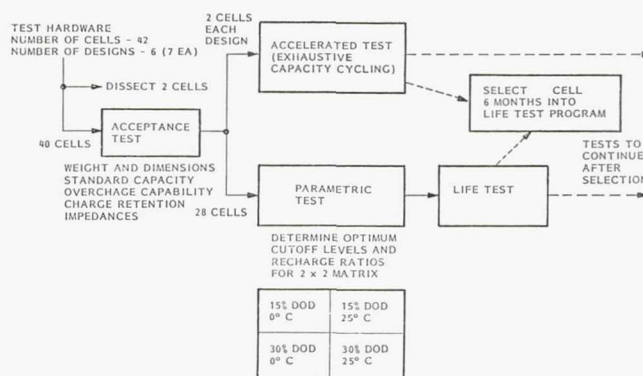 TEST HARDWARE
NUMBER OF CELLS - 42
NUMBER OF DESIGNS - 6 (7 EA)
DISSECT 2 CELLS
40 CELLS
ACCEPTANCE
TEST
WEIGHT AND DIMENSIONS
STANDARD CAPACITY
OVERCHAGE CAPABILITY
CHARGE RETENTION
IMPEDANCES
2 CELLS
EACH
DESIGN
ACCELERATED TEST
(EXHAUSTIVE
CAPACITY CYCLING)
SELECT CELL
6 MONTHS INTO
LIFE TEST PROGRAM
TESTS TO
CONTINUE
AFTER
SELECTION
28 CELLS
PARAMETRIC
TEST
LIFE TEST
DETERMINE OPTIMUM
CUTOFF LEVELS AND
RECHARGE RATIOS
FOR 2 x 2 MATRIX
15% DOD
0° C
15% DOD
25° C
30% DOD
0° C
30% DOD
25° C